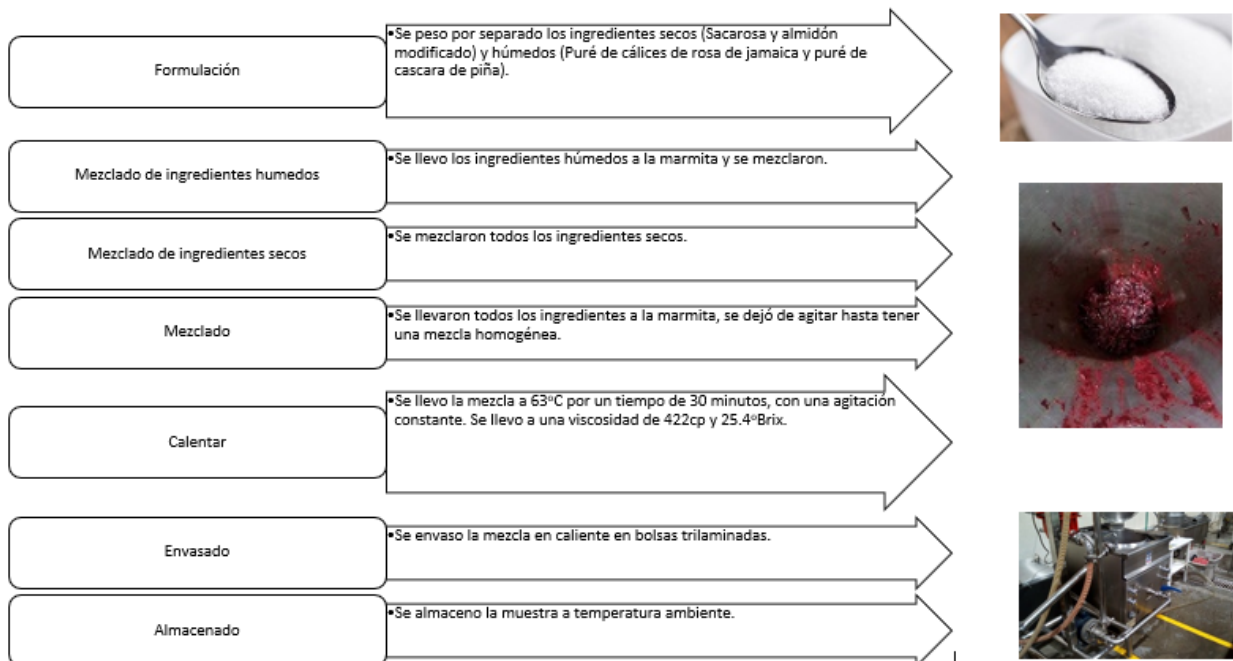 Formulación
•Se peso por separado los ingredientes secos (Sacarosa y almidón
modificado) y húmedos (Puré de cálices de rosa de jamaica y puré de
cascara de piña).
Mezclado de ingredientes humedos
•Se llevo los ingredientes húmedos a la marmita y se mezclaron.
Mezclado de ingredientes secos
•Se mezclaron todos los ingredientes secos.
Mezclado
•Se llevaron todos los ingredientes a la marmita, se dejó de agitar hasta tener
una mezcla homogénea.
Calentar
•Se llevo la mezcla a 63°C por un tiempo de 30 minutos, con una agitación
constante. Se llevo a una viscosidad de 422cp y 25.4°Brix.
Envasado
•Se envaso la mezcla en caliente en bolsas trilaminadas.
Almacenado
•Se almaceno la muestra a temperatura ambiente.